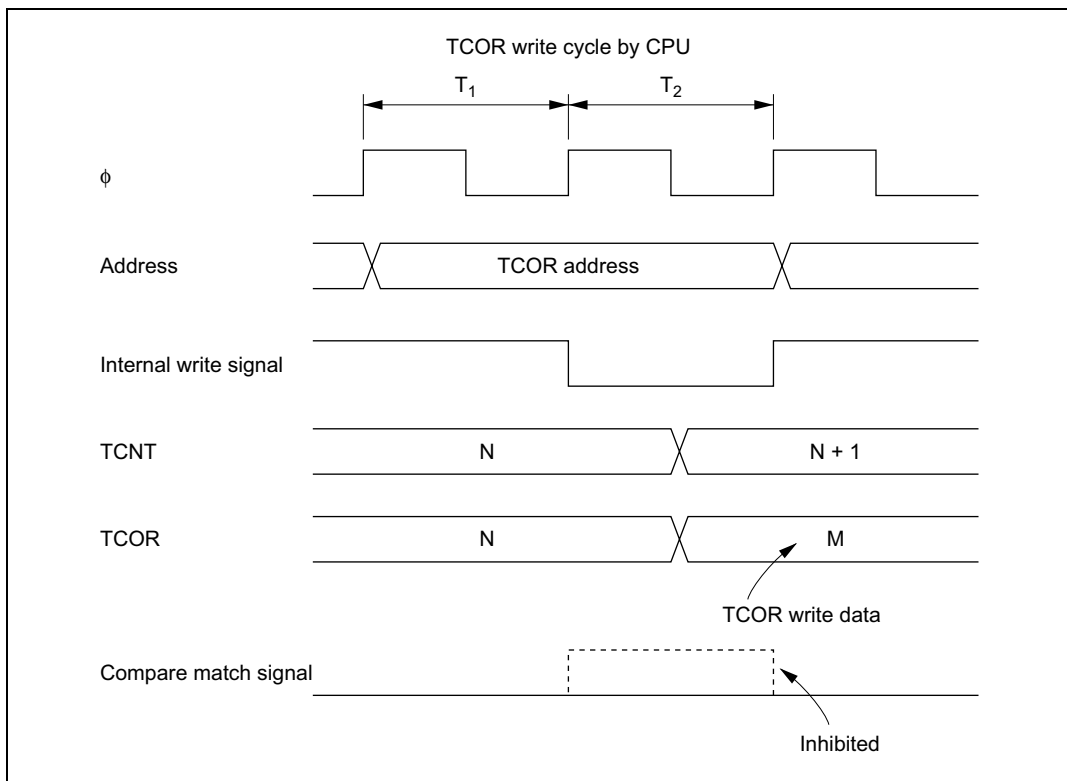 TCOR write cycle by CPU
T1 T2
ϕ
Address TCOR address
Internal write signal
TCNT N N + 1
TCOR N M
TCOR write data
Compare match signal
Inhibited